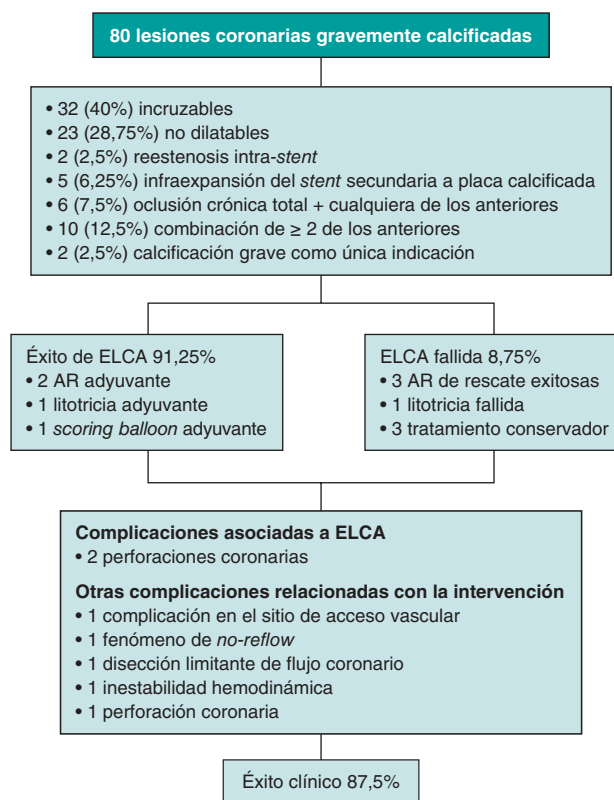 80 lesiones coronarias gravemente calcificadas
• 32 (40%) incruzables
• 23 (28,75%) no dilatables
• 2 (2,5%) reestenosis intra-stent
• 5 (6,25%) infraexpansión del stent secundaria a placa calcificada
• 6 (7,5%) oclusión crónica total + cualquiera de los anteriores
• 10 (12,5%) combinación de ≥ 2 de los anteriores
• 2 (2,5%) calcificación grave como única indicación
Éxito de ELCA 91,25%
• 2 AR adyuvante
• 1 litotricia adyuvante
• 1 scoring balloon adyuvante
ELCA fallida 8,75%
• 3 AR de rescate exitosas
• 1 litotricia fallida
• 3 tratamiento conservador
Complicaciones asociadas a ELCA
• 2 perforaciones coronarias
Otras complicaciones relacionadas con la intervención
• 1 complicación en el sitio de acceso vascular
• 1 fenómeno de no-reflow
• 1 disección limitante de flujo coronario
• 1 inestabilidad hemodinámica
• 1 perforación coronaria
Éxito clínico 87,5%